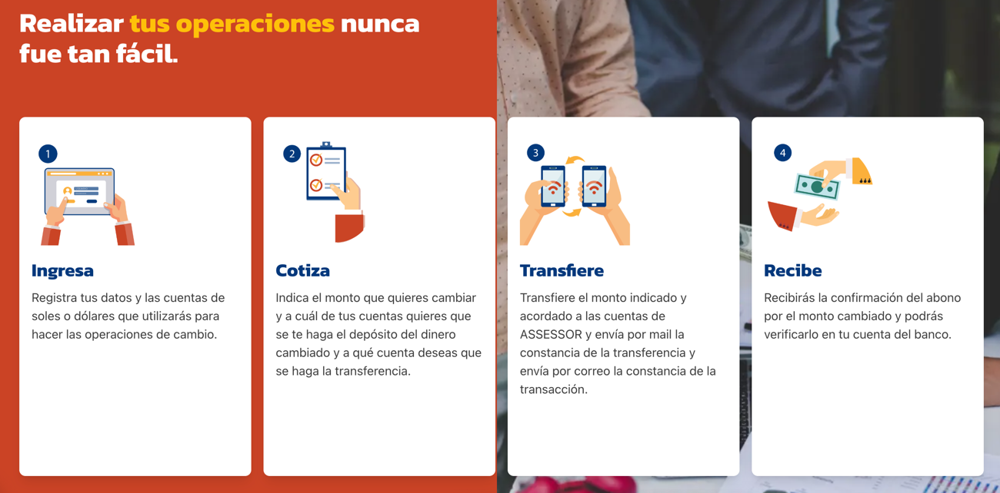 Realizar tus operaciones nunca
fue tan fácil.
1
Ingresa
Registra tus datos y las cuentas de
soles o dólares que utilizarás para
hacer las operaciones de cambio.
2
Cotiza
Indica el monto que quieres cambiar
y a cuál de tus cuentas quieres que
se te haga el depósito del dinero
cambiado y a qué cuenta deseas que
se haga la transferencia.
3
Transfiere
Transfiere el monto indicado y
acordado a las cuentas de
ASSESSOR y envía por mail la
constancia de la transferencia y
envía por correo la constancia de la
transacción.
4
Recibe
Recibirás la confirmación del abono
por el monto cambiado y podrás
verificarlo en tu cuenta del banco.